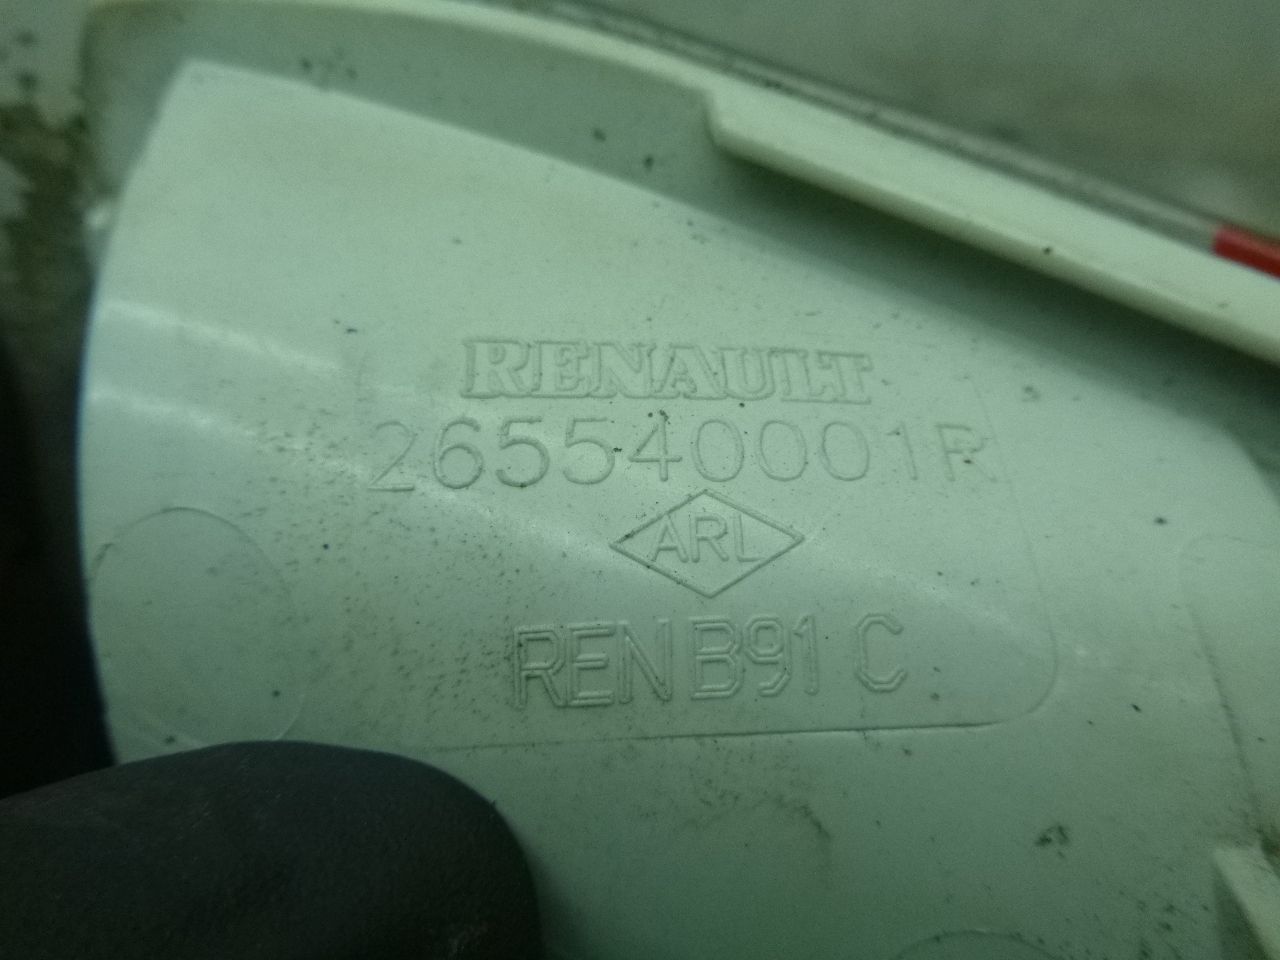 RENAULT
265540001R
ARL
REN B91 C